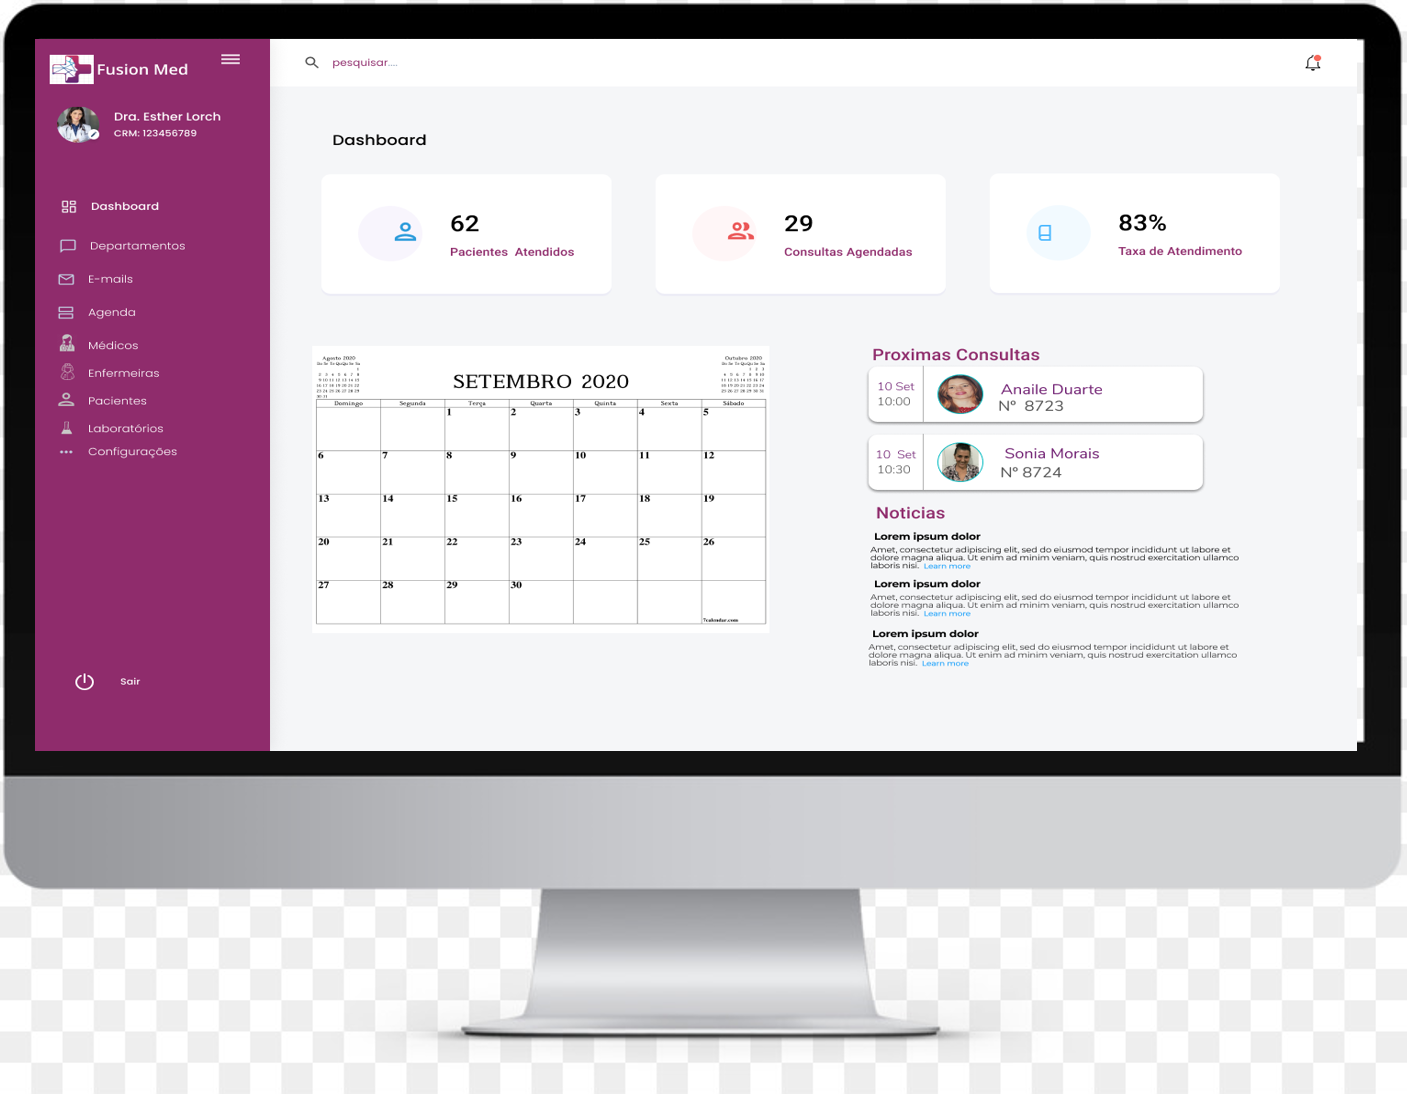 Fusion Med
pesquisar....
Dra. Esther Lorch
CRM: 123456789
Dashboard
Departamentos
E-mails
Agenda
Médicos
Enfermeiras
Pacientes
Laboratórios
Configurações
Sair
Dashboard
62
Pacientes Atendidos
29
Consultas Agendadas
83%
Taxa de Atendimento
Agosto 2020
SETEMBRO 2020
Outubro 2020
Domingo Segunda Terça Quarta Quinta Sexta Sábado
1 2 3 4 5
6 7 8 9 10 11 12
13 14 15 16 17 18 19
20 21 22 23 24 25 26
27 28 29 30
7calendar.com
Proximas Consultas
10 Set
10:00
Anaile Duarte
Nº 8723
10 Set
10:30
Sonia Morais
Nº 8724
Noticias
Lorem ipsum dolor
Amet, consectetur adipiscing elit, sed do eiusmod tempor incididunt ut labore et
dolore magna aliqua. Ut enim ad minim veniam, quis nostrud exercitation ullamco
laboris nisi. Learn more
Lorem ipsum dolor
Amet, consectetur adipiscing elit, sed do eiusmod tempor incididunt ut labore et
dolore magna aliqua. Ut enim ad minim veniam, quis nostrud exercitation ullamco
laboris nisi. Learn more
Lorem ipsum dolor
Amet, consectetur adipiscing elit, sed do eiusmod tempor incididunt ut labore et
dolore magna aliqua. Ut enim ad minim veniam, quis nostrud exercitation ullamco
laboris nisi. Learn more